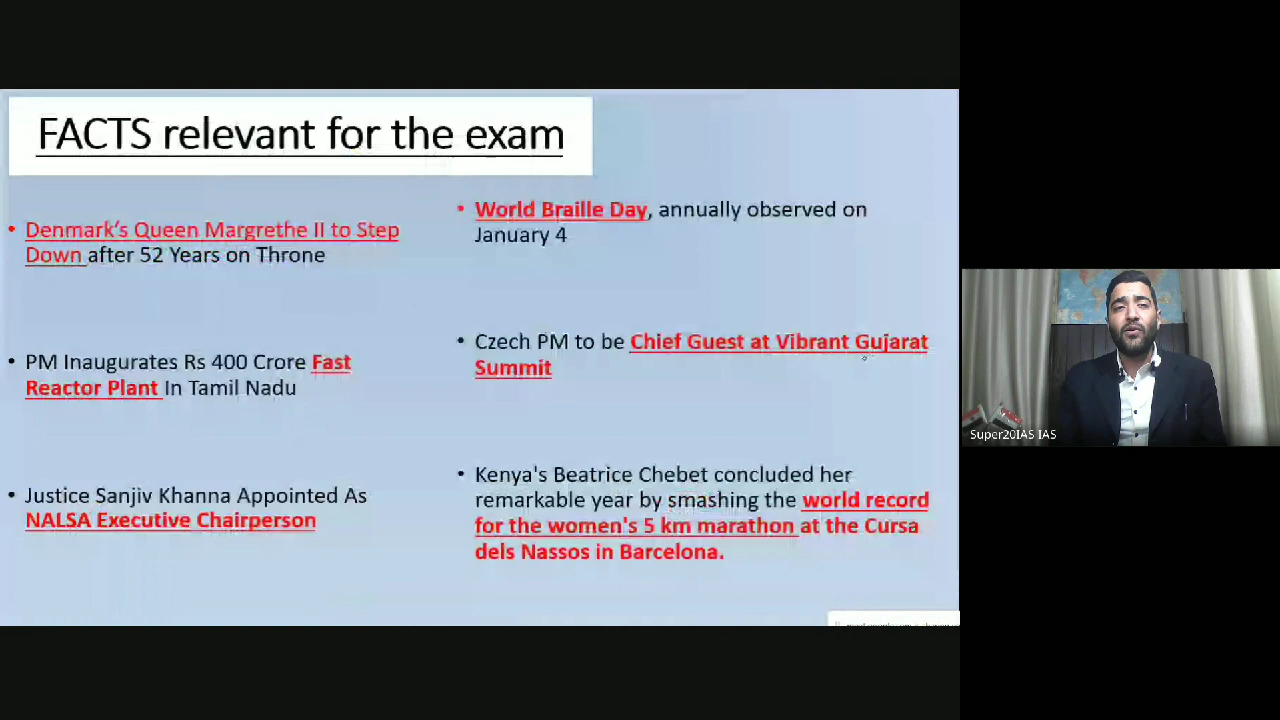 FACTS relevant for the exam
• Denmark's Queen Margrethe II to Step
Down after 52 Years on Throne
• PM Inaugurates Rs 400 Crore Fast
Reactor Plant In Tamil Nadu
• Justice Sanjiv Khanna Appointed As
NALSA Executive Chairperson
• World Braille Day, annually observed on
January 4
• Czech PM to be Chief Guest at Vibrant Gujarat
Summit
• Kenya's Beatrice Chebet concluded her
remarkable year by smashing the world record
for the women's 5 km marathon at the Cursa
dels Nassos in Barcelona.
Super20IAS IAS